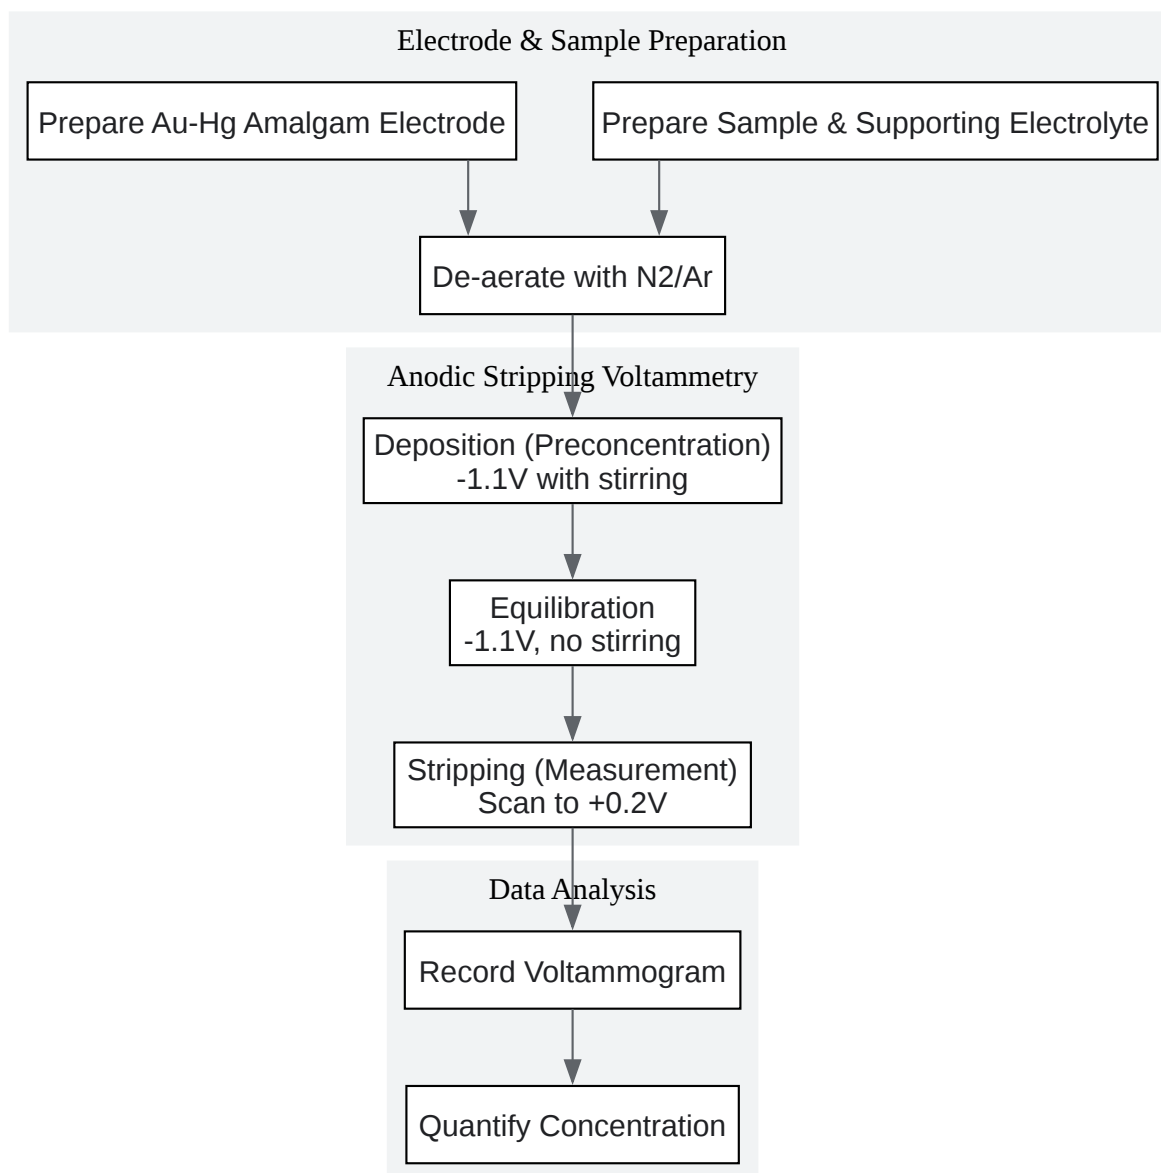 Electrode & Sample Preparation
Prepare Au-Hg Amalgam Electrode
Prepare Sample & Supporting Electrolyte
De-aerate with N2/Ar
Anodic Stripping Voltammetry
Deposition (Preconcentration)
-1.1V with stirring
Equilibration
-1.1V, no stirring
Stripping (Measurement)
Scan to +0.2V
Data Analysis
Record Voltammogram
Quantify Concentration